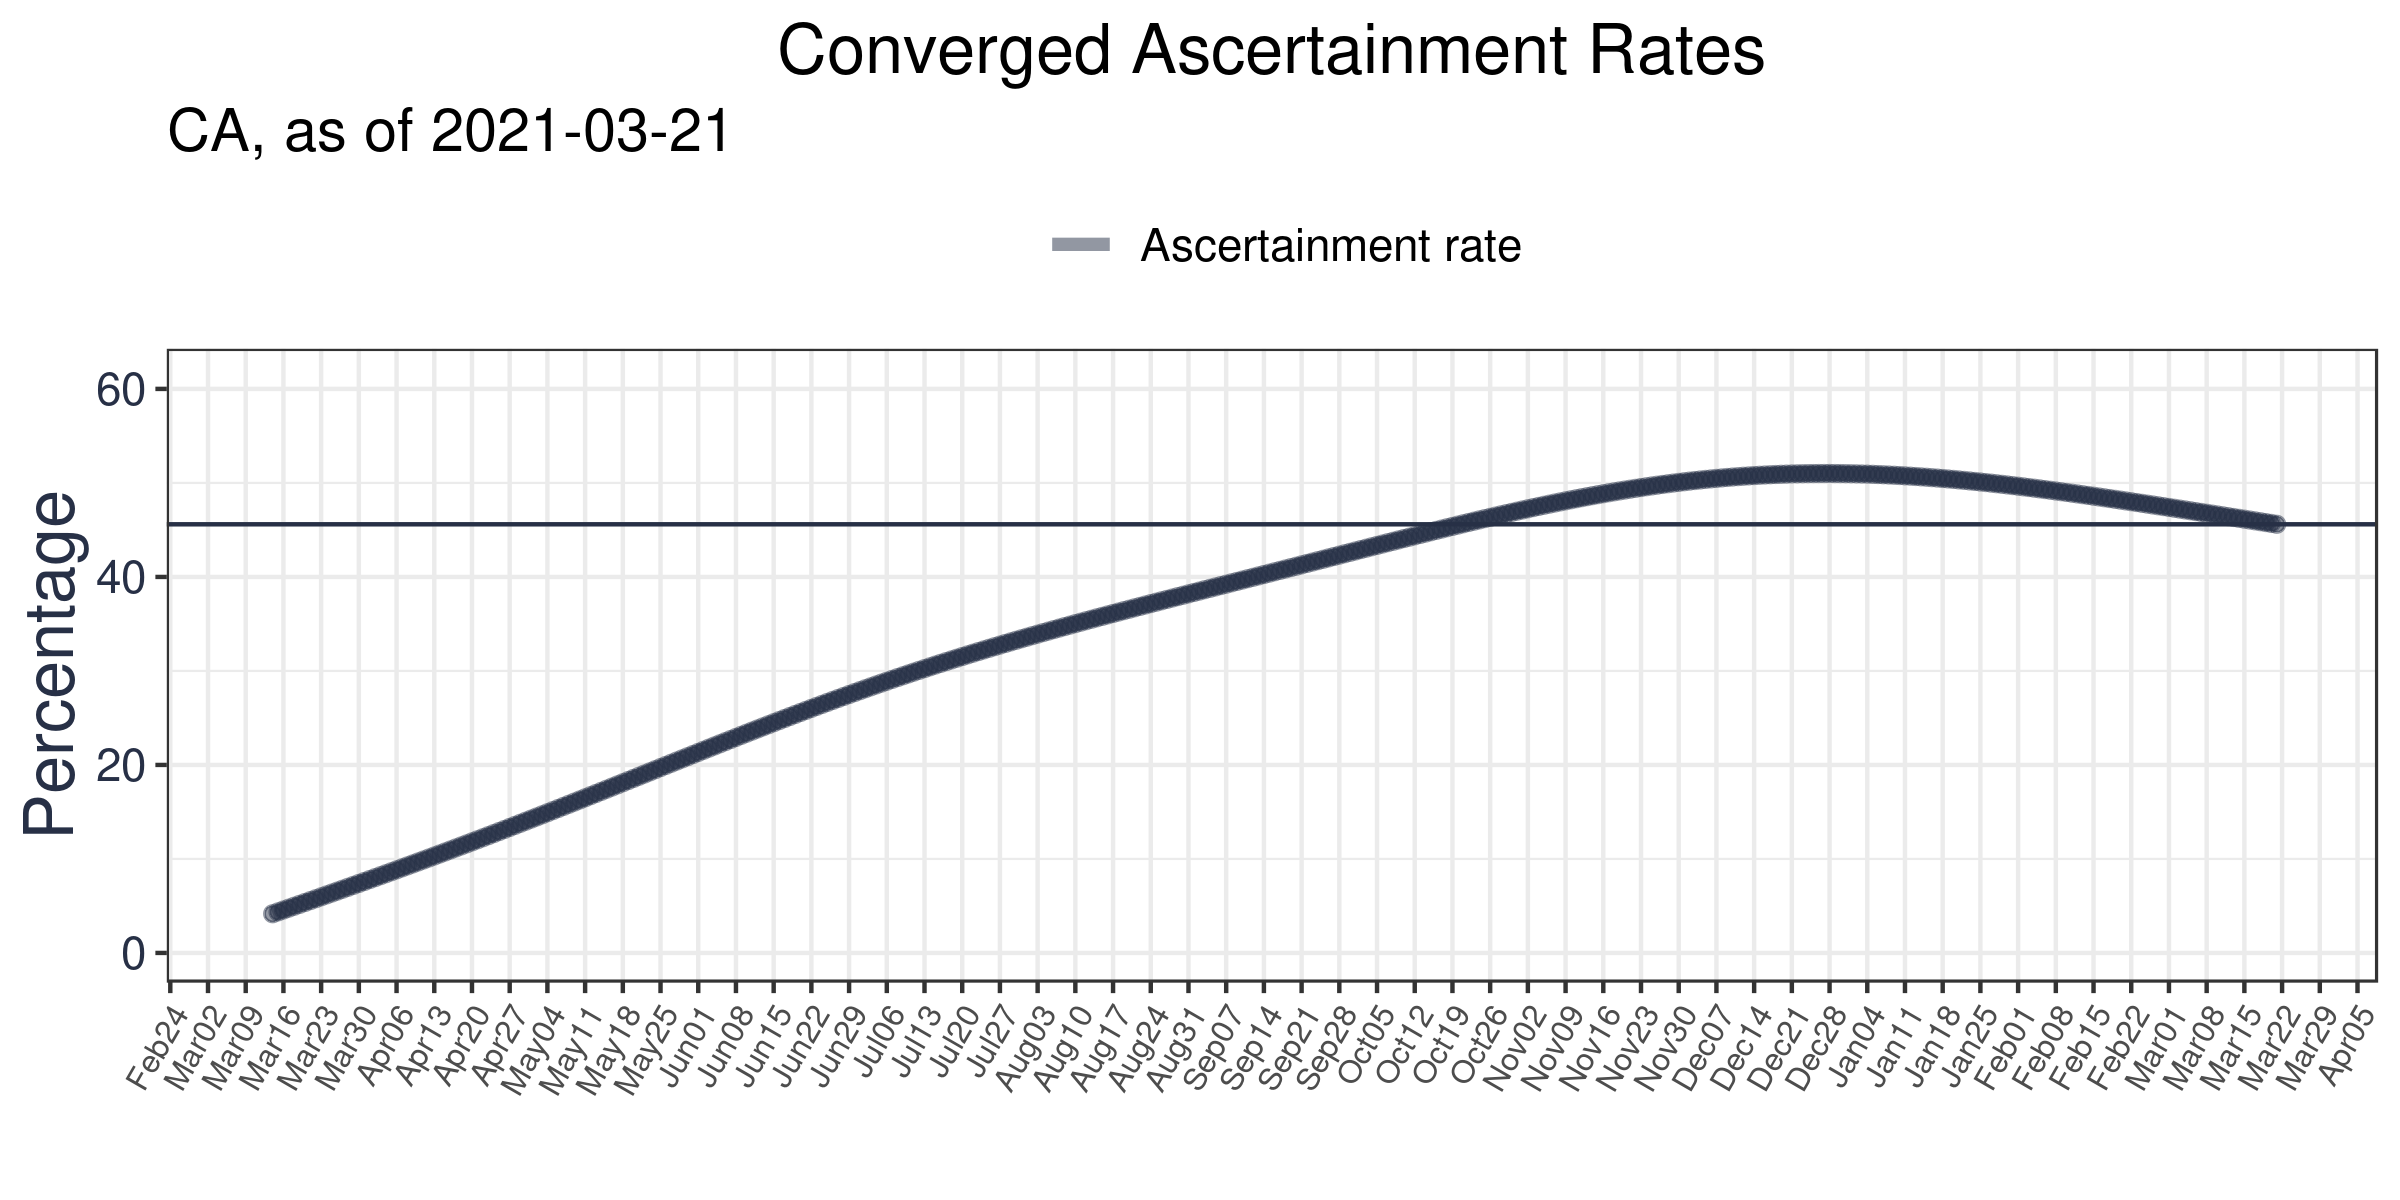 Converged Ascertainment Rates
CA, as of 2021-03-21
Ascertainment rate
Percentage
60
40
20
0
Feb24
Mar02
Mar09
Mar16
Mar23
Mar30
Apr06
Apr13
Apr20
Apr27
May04
May11
May18
May25
Jun01
Jun08
Jun15
Jun22
Jun29
Jul06
Jul13
Jul20
Jul27
Aug03
Aug10
Aug17
Aug24
Aug31
Sep07
Sep14
Sep21
Sep28
Oct05
Oct12
Oct19
Oct26
Nov02
Nov09
Nov16
Nov23
Nov30
Dec07
Dec14
Dec21
Dec28
Jan04
Jan11
Jan18
Jan25
Feb01
Feb08
Feb15
Feb22
Mar01
Mar08
Mar15
Mar22
Mar29
Apr05